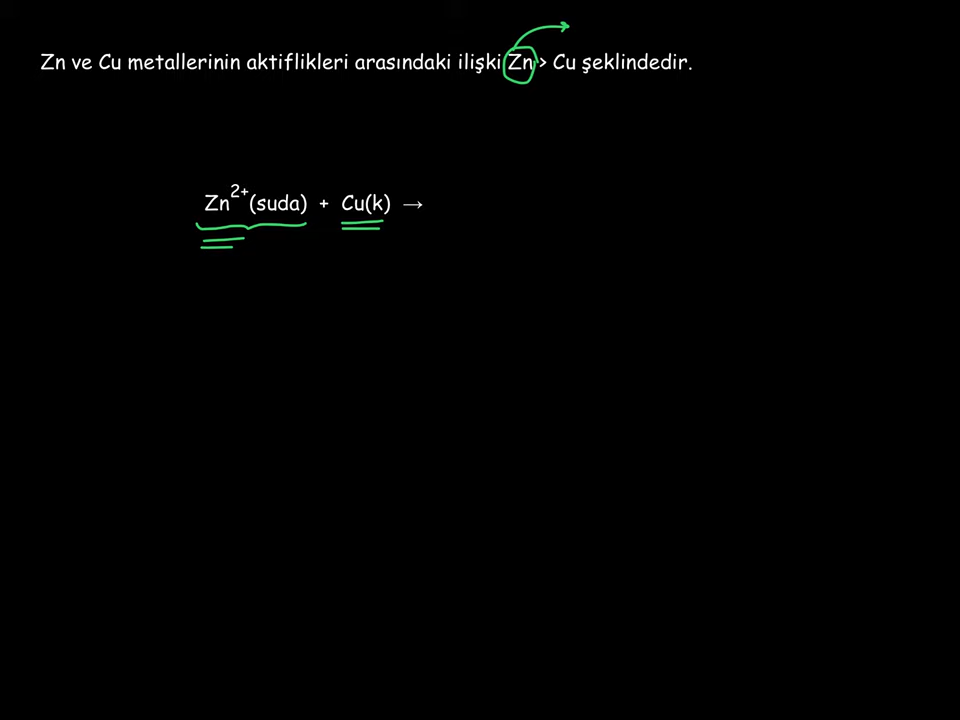 Zn ve Cu metallerinin aktiflikleri arasındaki ilişki Zn > Cu şeklindedir.
Zn²⁺(suda) + Cu(k) →